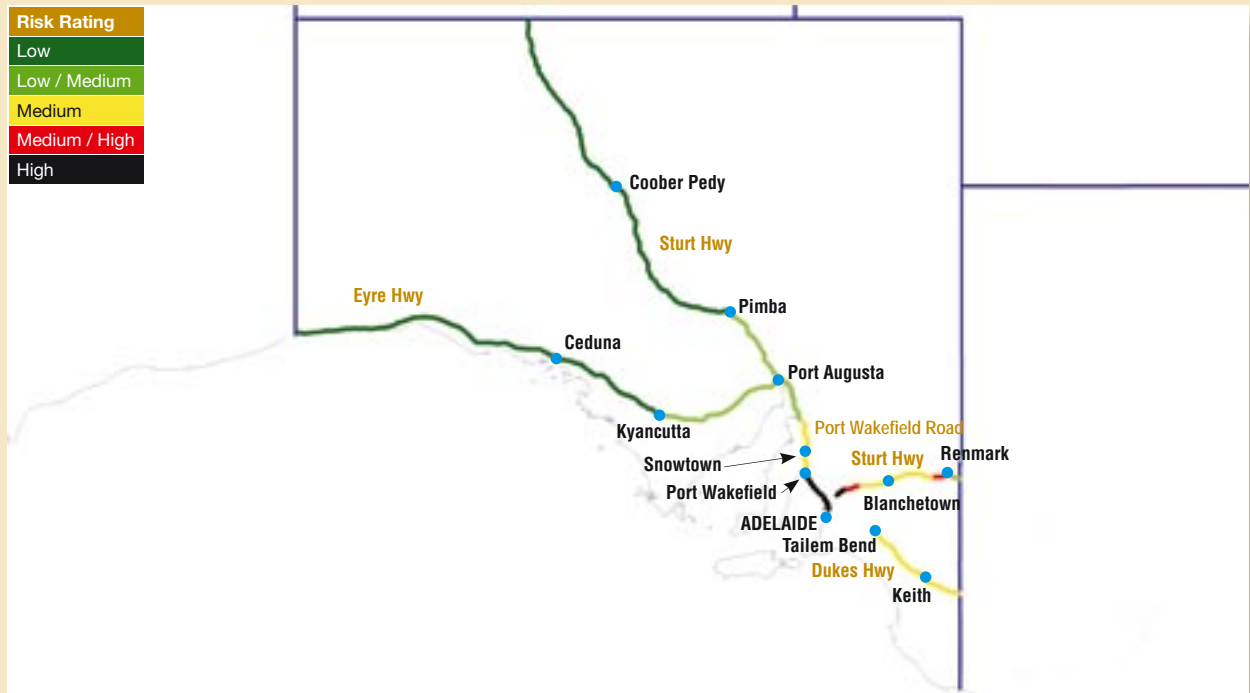 Risk Rating
Low
Low / Medium
Medium
Medium / High
High
Coober Pedy
Sturt Hwy
Eyre Hwy
Pimba
Ceduna
Port Augusta
Kyancutta
Port Wakefield Road
Snowtown
Sturt Hwy
Renmark
Port Wakefield
Blanchetown
ADELAIDE
Tailem Bend
Dukes Hwy
Keith